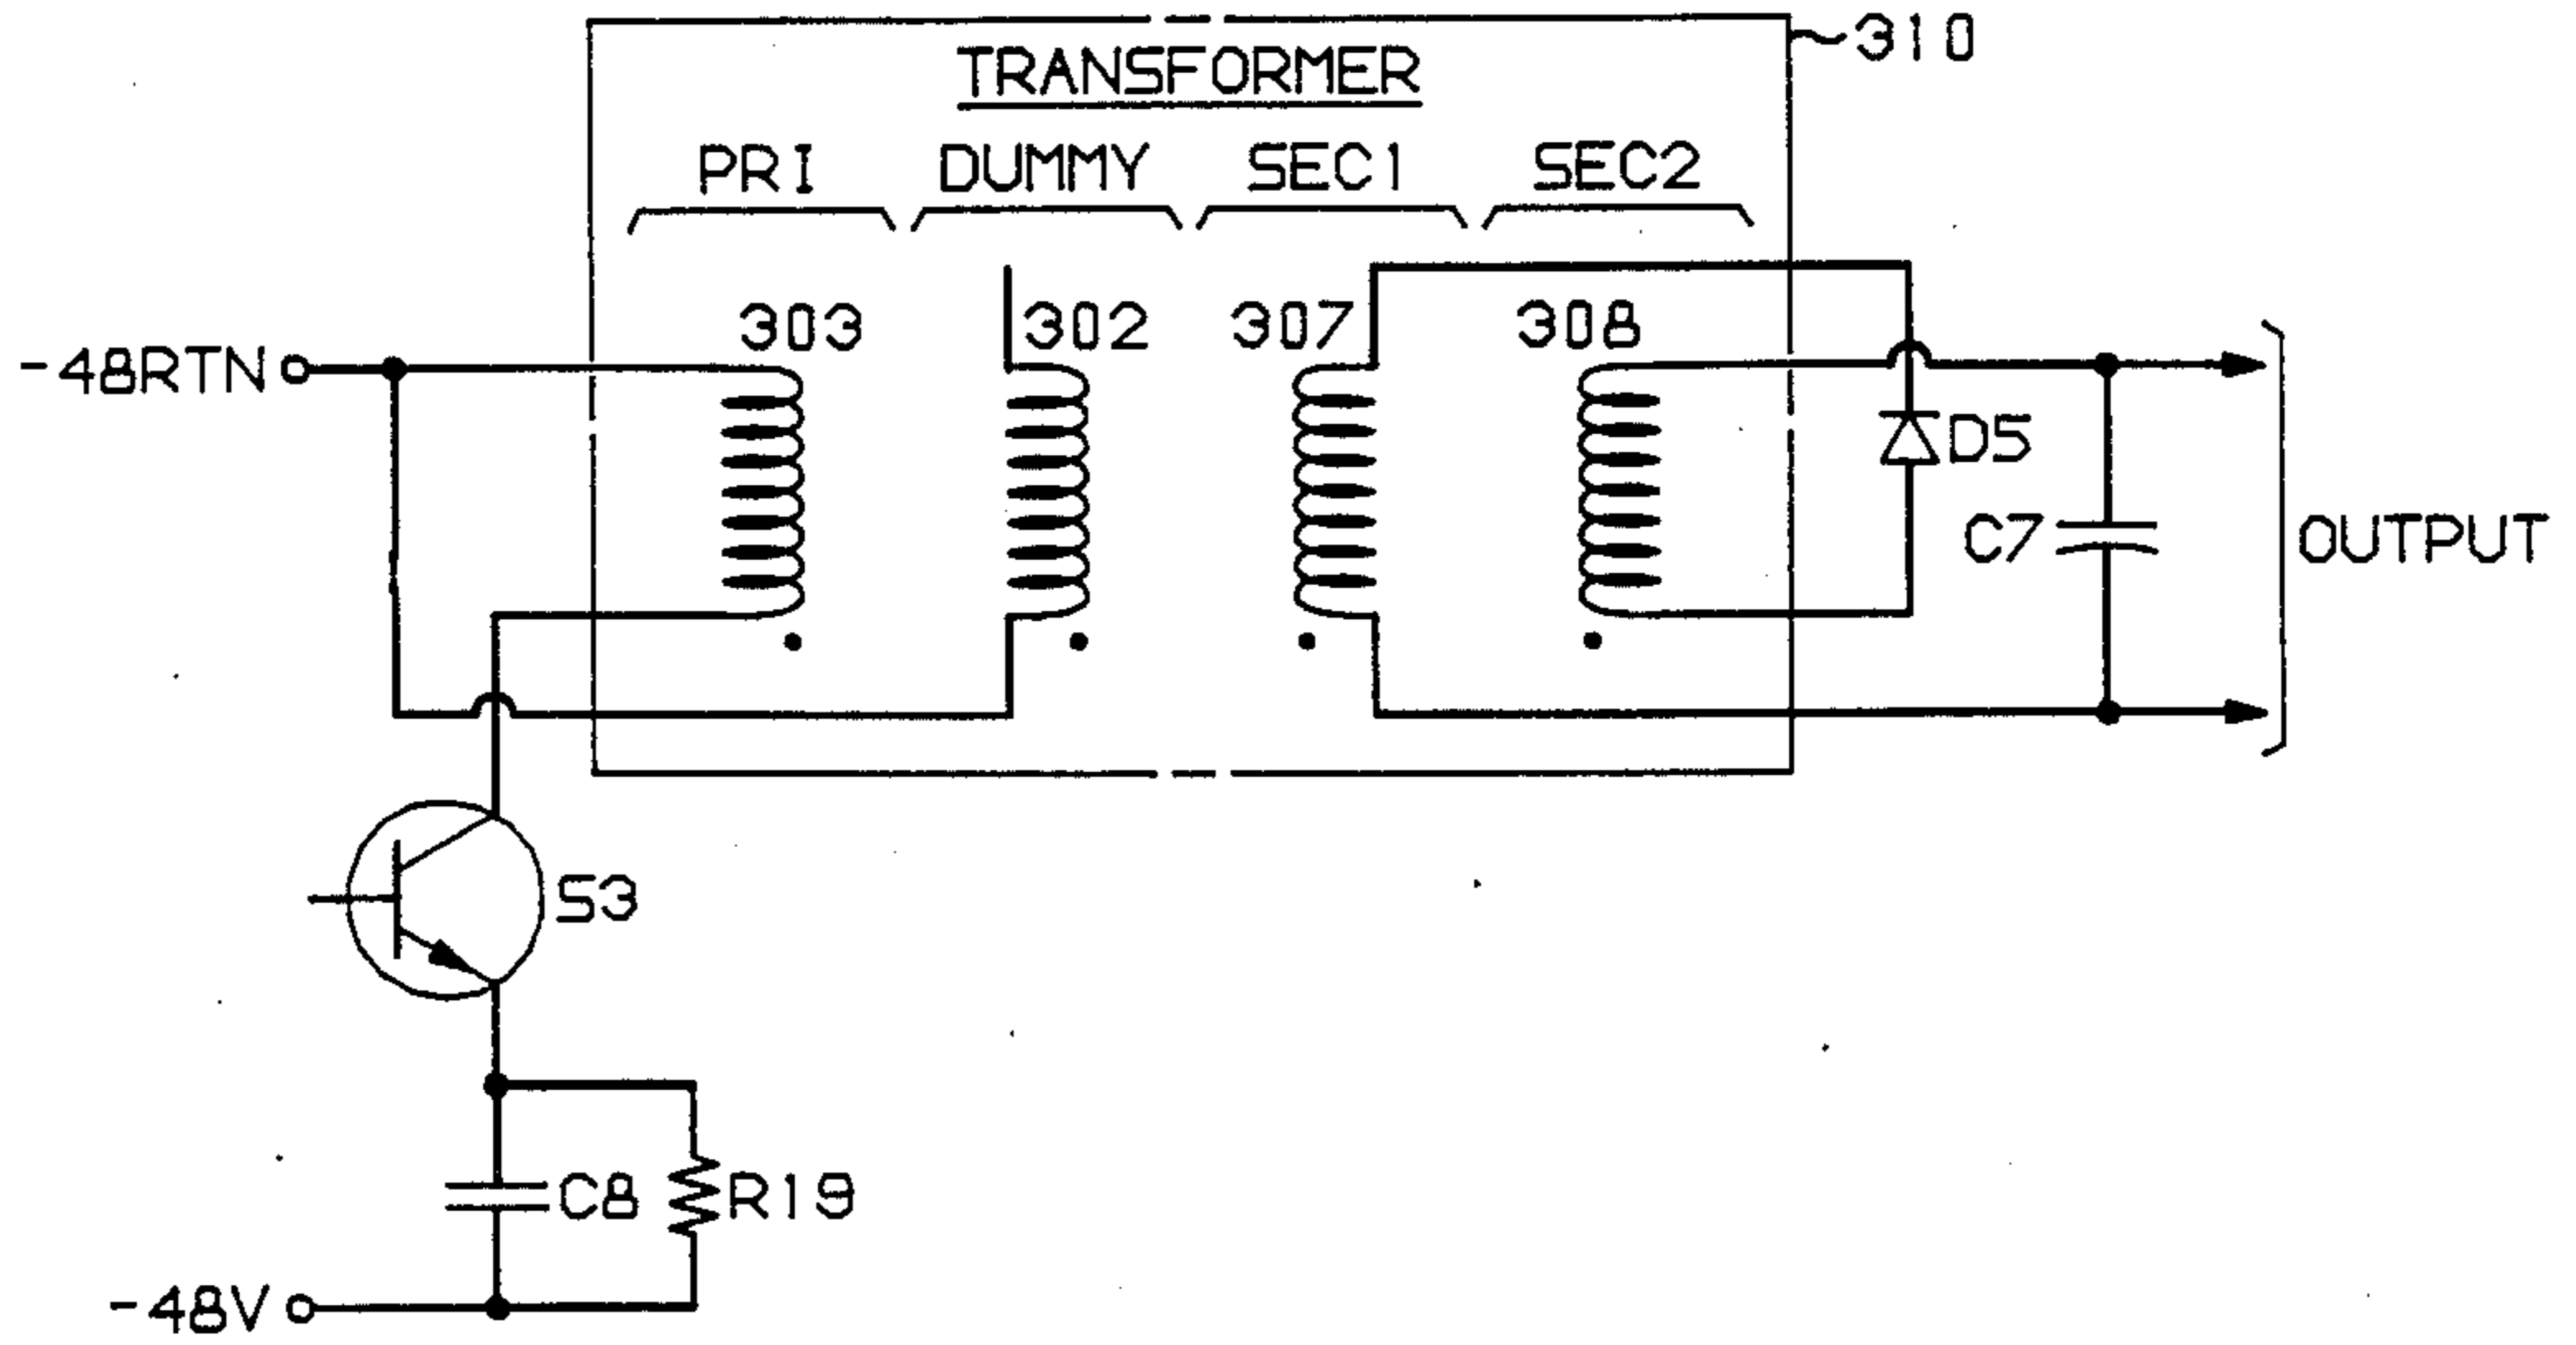 310
TRANSFORMER
PRI DUMMY SEC1 SEC2
303 302 307 308
-48RTN
D5
C7 OUTPUT
S3
C8 R19
-48V